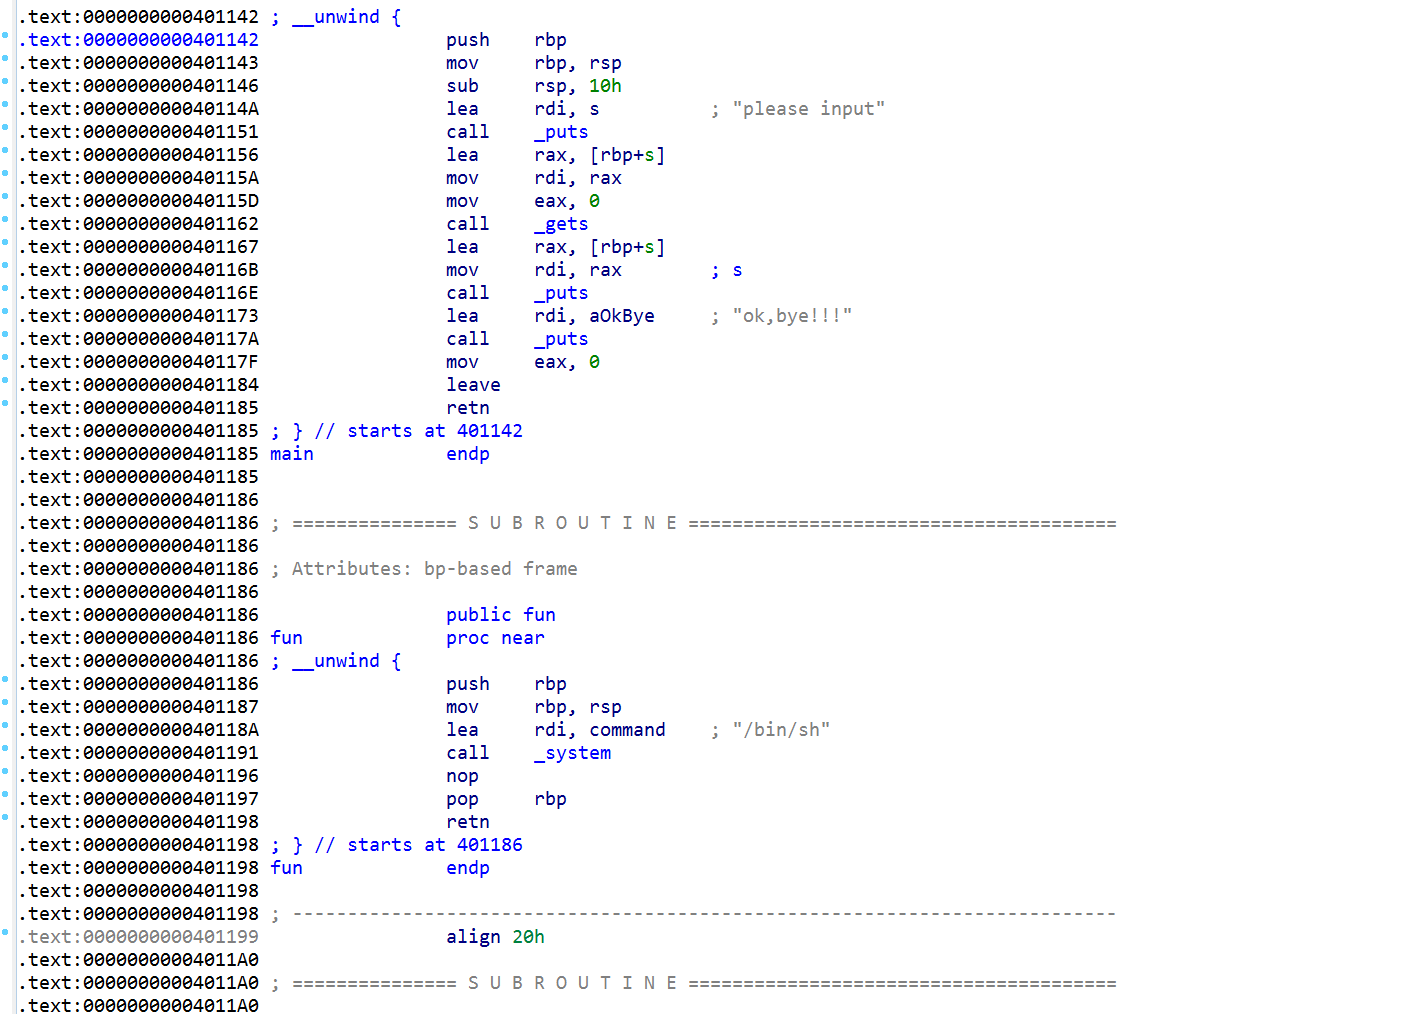 .text:0000000000401142 ; __unwind {
.text:0000000000401142                 push    rbp
.text:0000000000401143                 mov     rbp, rsp
.text:0000000000401146                 sub     rsp, 10h
.text:000000000040114A                 lea     rdi, s          ; "please input"
.text:0000000000401151                 call    _puts
.text:0000000000401156                 lea     rax, [rbp+s]
.text:000000000040115A                 mov     rdi, rax
.text:000000000040115D                 mov     eax, 0
.text:0000000000401162                 call    _gets
.text:0000000000401167                 lea     rax, [rbp+s]
.text:000000000040116B                 mov     rdi, rax        ; s
.text:000000000040116E                 call    _puts
.text:0000000000401173                 lea     rdi, aOkBye     ; "ok,bye!!!"
.text:000000000040117A                 call    _puts
.text:000000000040117F                 mov     eax, 0
.text:0000000000401184                 leave
.text:0000000000401185                 retn
.text:0000000000401185 ; } // starts at 401142
.text:0000000000401185 main            endp
.text:0000000000401185
.text:0000000000401186
.text:0000000000401186 ; =============== S U B R O U T I N E =======================================
.text:0000000000401186
.text:0000000000401186 ; Attributes: bp-based frame
.text:0000000000401186
.text:0000000000401186                 public fun
.text:0000000000401186 fun             proc near
.text:0000000000401186 ; __unwind {
.text:0000000000401186                 push    rbp
.text:0000000000401187                 mov     rbp, rsp
.text:000000000040118A                 lea     rdi, command    ; "/bin/sh"
.text:0000000000401191                 call    _system
.text:0000000000401196                 nop
.text:0000000000401197                 pop     rbp
.text:0000000000401198                 retn
.text:0000000000401198 ; } // starts at 401186
.text:0000000000401198 fun             endp
.text:0000000000401198
.text:0000000000401198 ; ---------------------------------------------------------------------------
.text:0000000000401199                 align 20h
.text:00000000004011A0
.text:00000000004011A0 ; =============== S U B R O U T I N E =======================================
.text:00000000004011A0